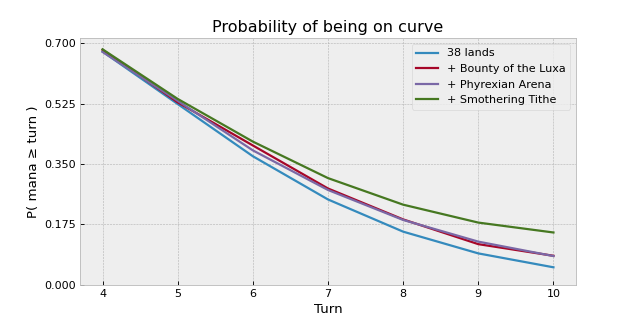 Probability of being on curve
0.700
0.525
0.350
0.175
0.000
P( mana ≥ turn )
38 lands
+ Bounty of the Luxa
+ Phyrexian Arena
+ Smothering Tithe
4 5 6 7 8 9 10
Turn